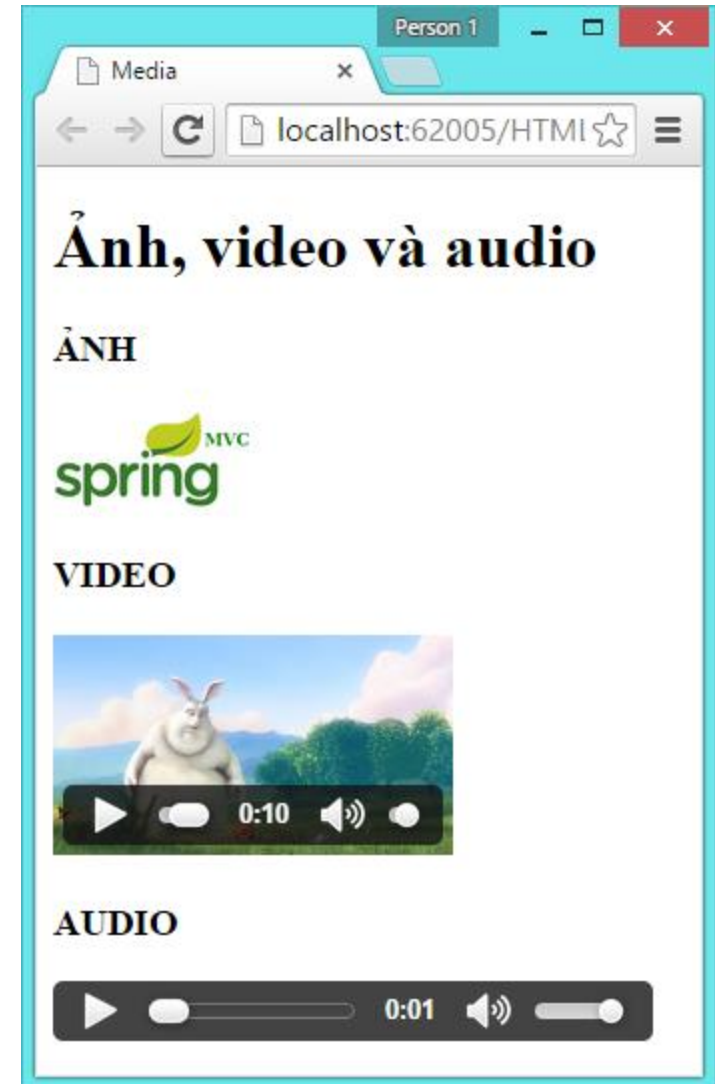 Person 1
Media
localhost:62005/HTML
Ảnh, video và audio
ẢNH
MVC
spring
VIDEO
0:10
AUDIO
0:01